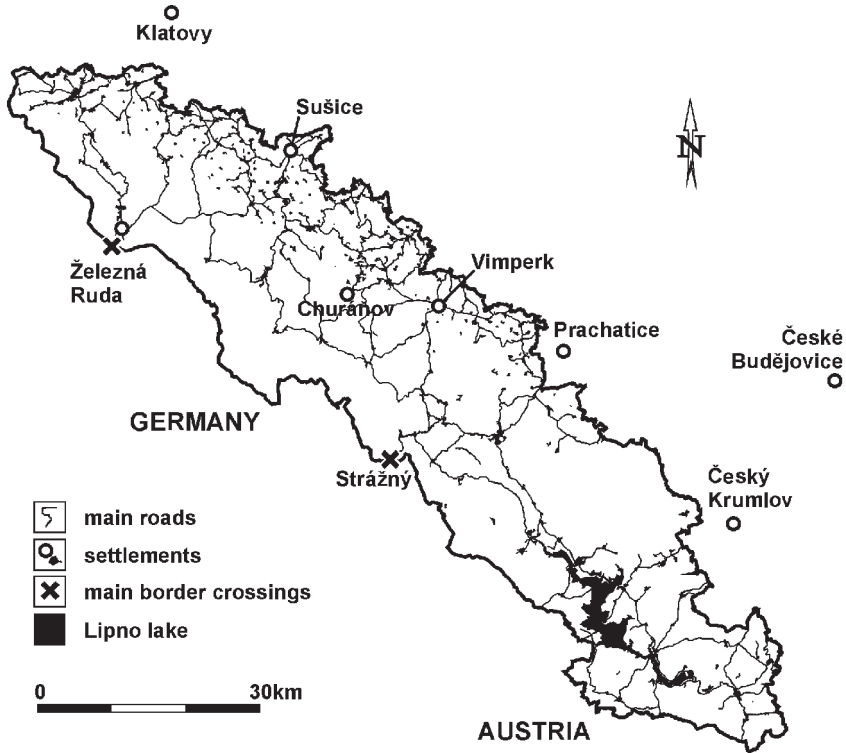 Klatovy
Sušice
N
Železná
Ruda
Vimperk
Churáňov
Prachatice
České
Budějovice
GERMANY
Strážný
Český
Krumlov
main roads
settlements
main border crossings
Lipno lake
0 30km
AUSTRIA